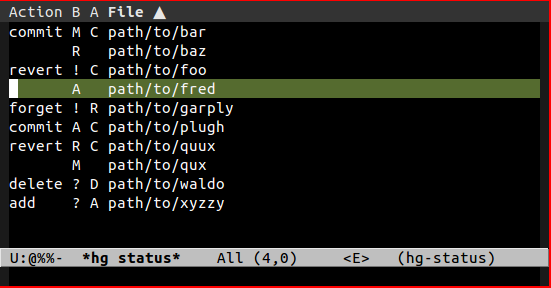 Action B A File ▲
commit M C path/to/bar
R path/to/baz
revert ! C path/to/foo
A path/to/fred
forget ! R path/to/garply
commit A C path/to/plugh
revert R C path/to/quux
M path/to/qux
delete ? D path/to/waldo
add ? A path/to/xyzzy
U:@%%- *hg status* All (4,0) <E> (hg-status)